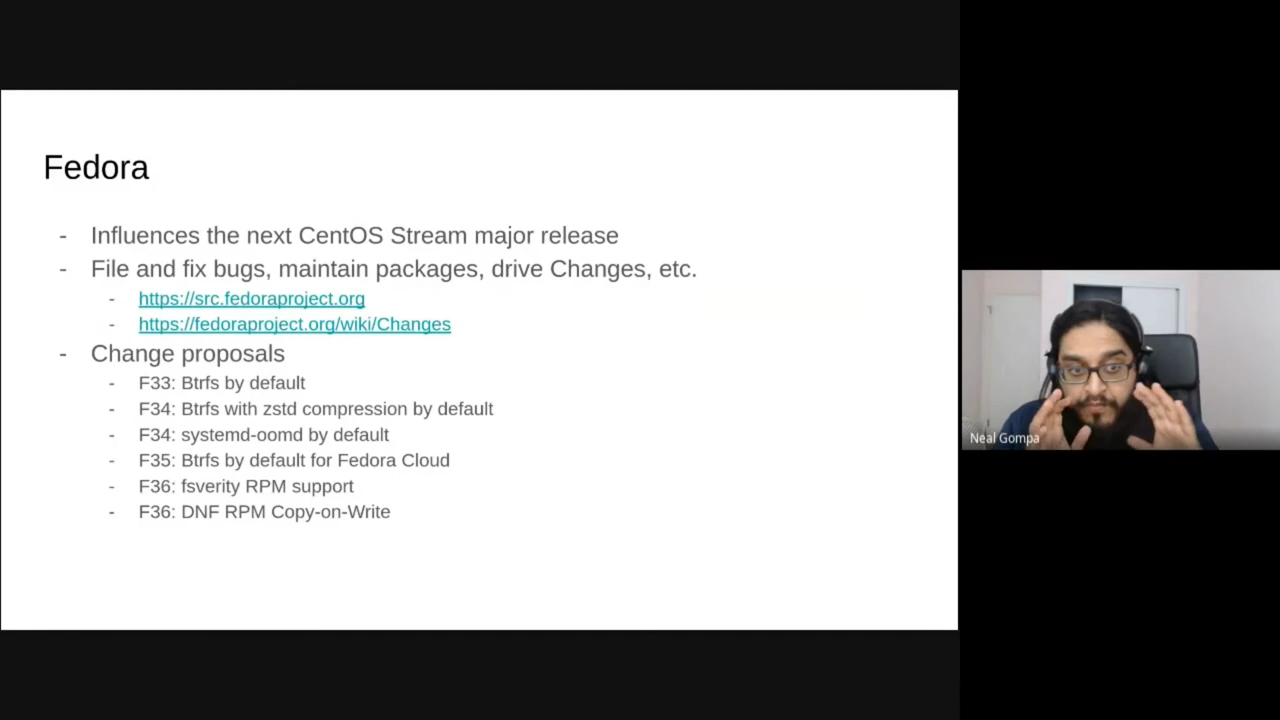 Fedora
- Influences the next CentOS Stream major release
- File and fix bugs, maintain packages, drive Changes, etc.
- https://src.fedoraproject.org
- https://fedoraproject.org/wiki/Changes
- Change proposals
- F33: Btrfs by default
- F34: Btrfs with zstd compression by default
- F34: systemd-oomd by default
- F35: Btrfs by default for Fedora Cloud
- F36: fsverity RPM support
- F36: DNF RPM Copy-on-Write
Neal Gompa